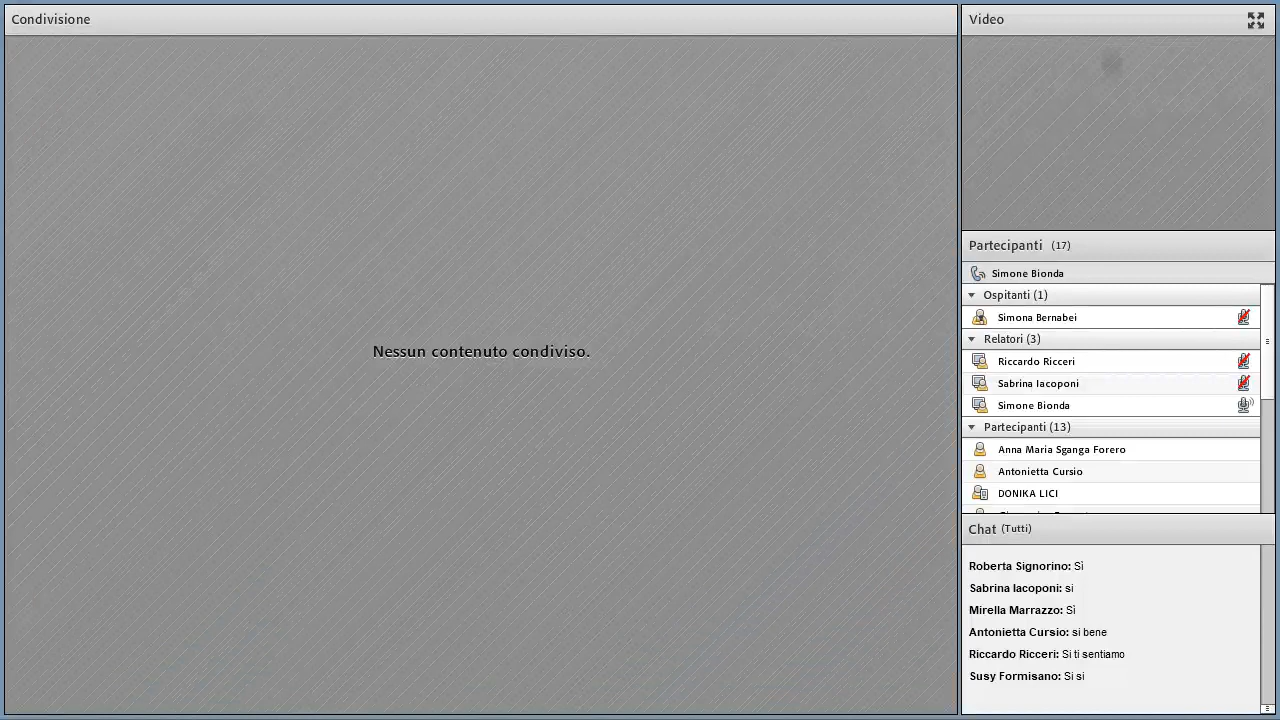 Condivisione
Nessun contenuto condiviso.
Video
Partecipanti (17)
Simone Bionda
Ospitanti (1)
Simona Bernabei
Relatori (3)
Riccardo Ricceri
Sabrina Iacoponi
Simone Bionda
Partecipanti (13)
Anna Maria Sganga Forero
Antonietta Cursio
DONIKA LICI
Chat (Tutti)
Roberta Signorino: Sì
Sabrina Iacoponi: si
Mirella Marrazzo: Sì
Antonietta Cursio: si bene
Riccardo Ricceri: Si ti sentiamo
Susy Formisano: Si si